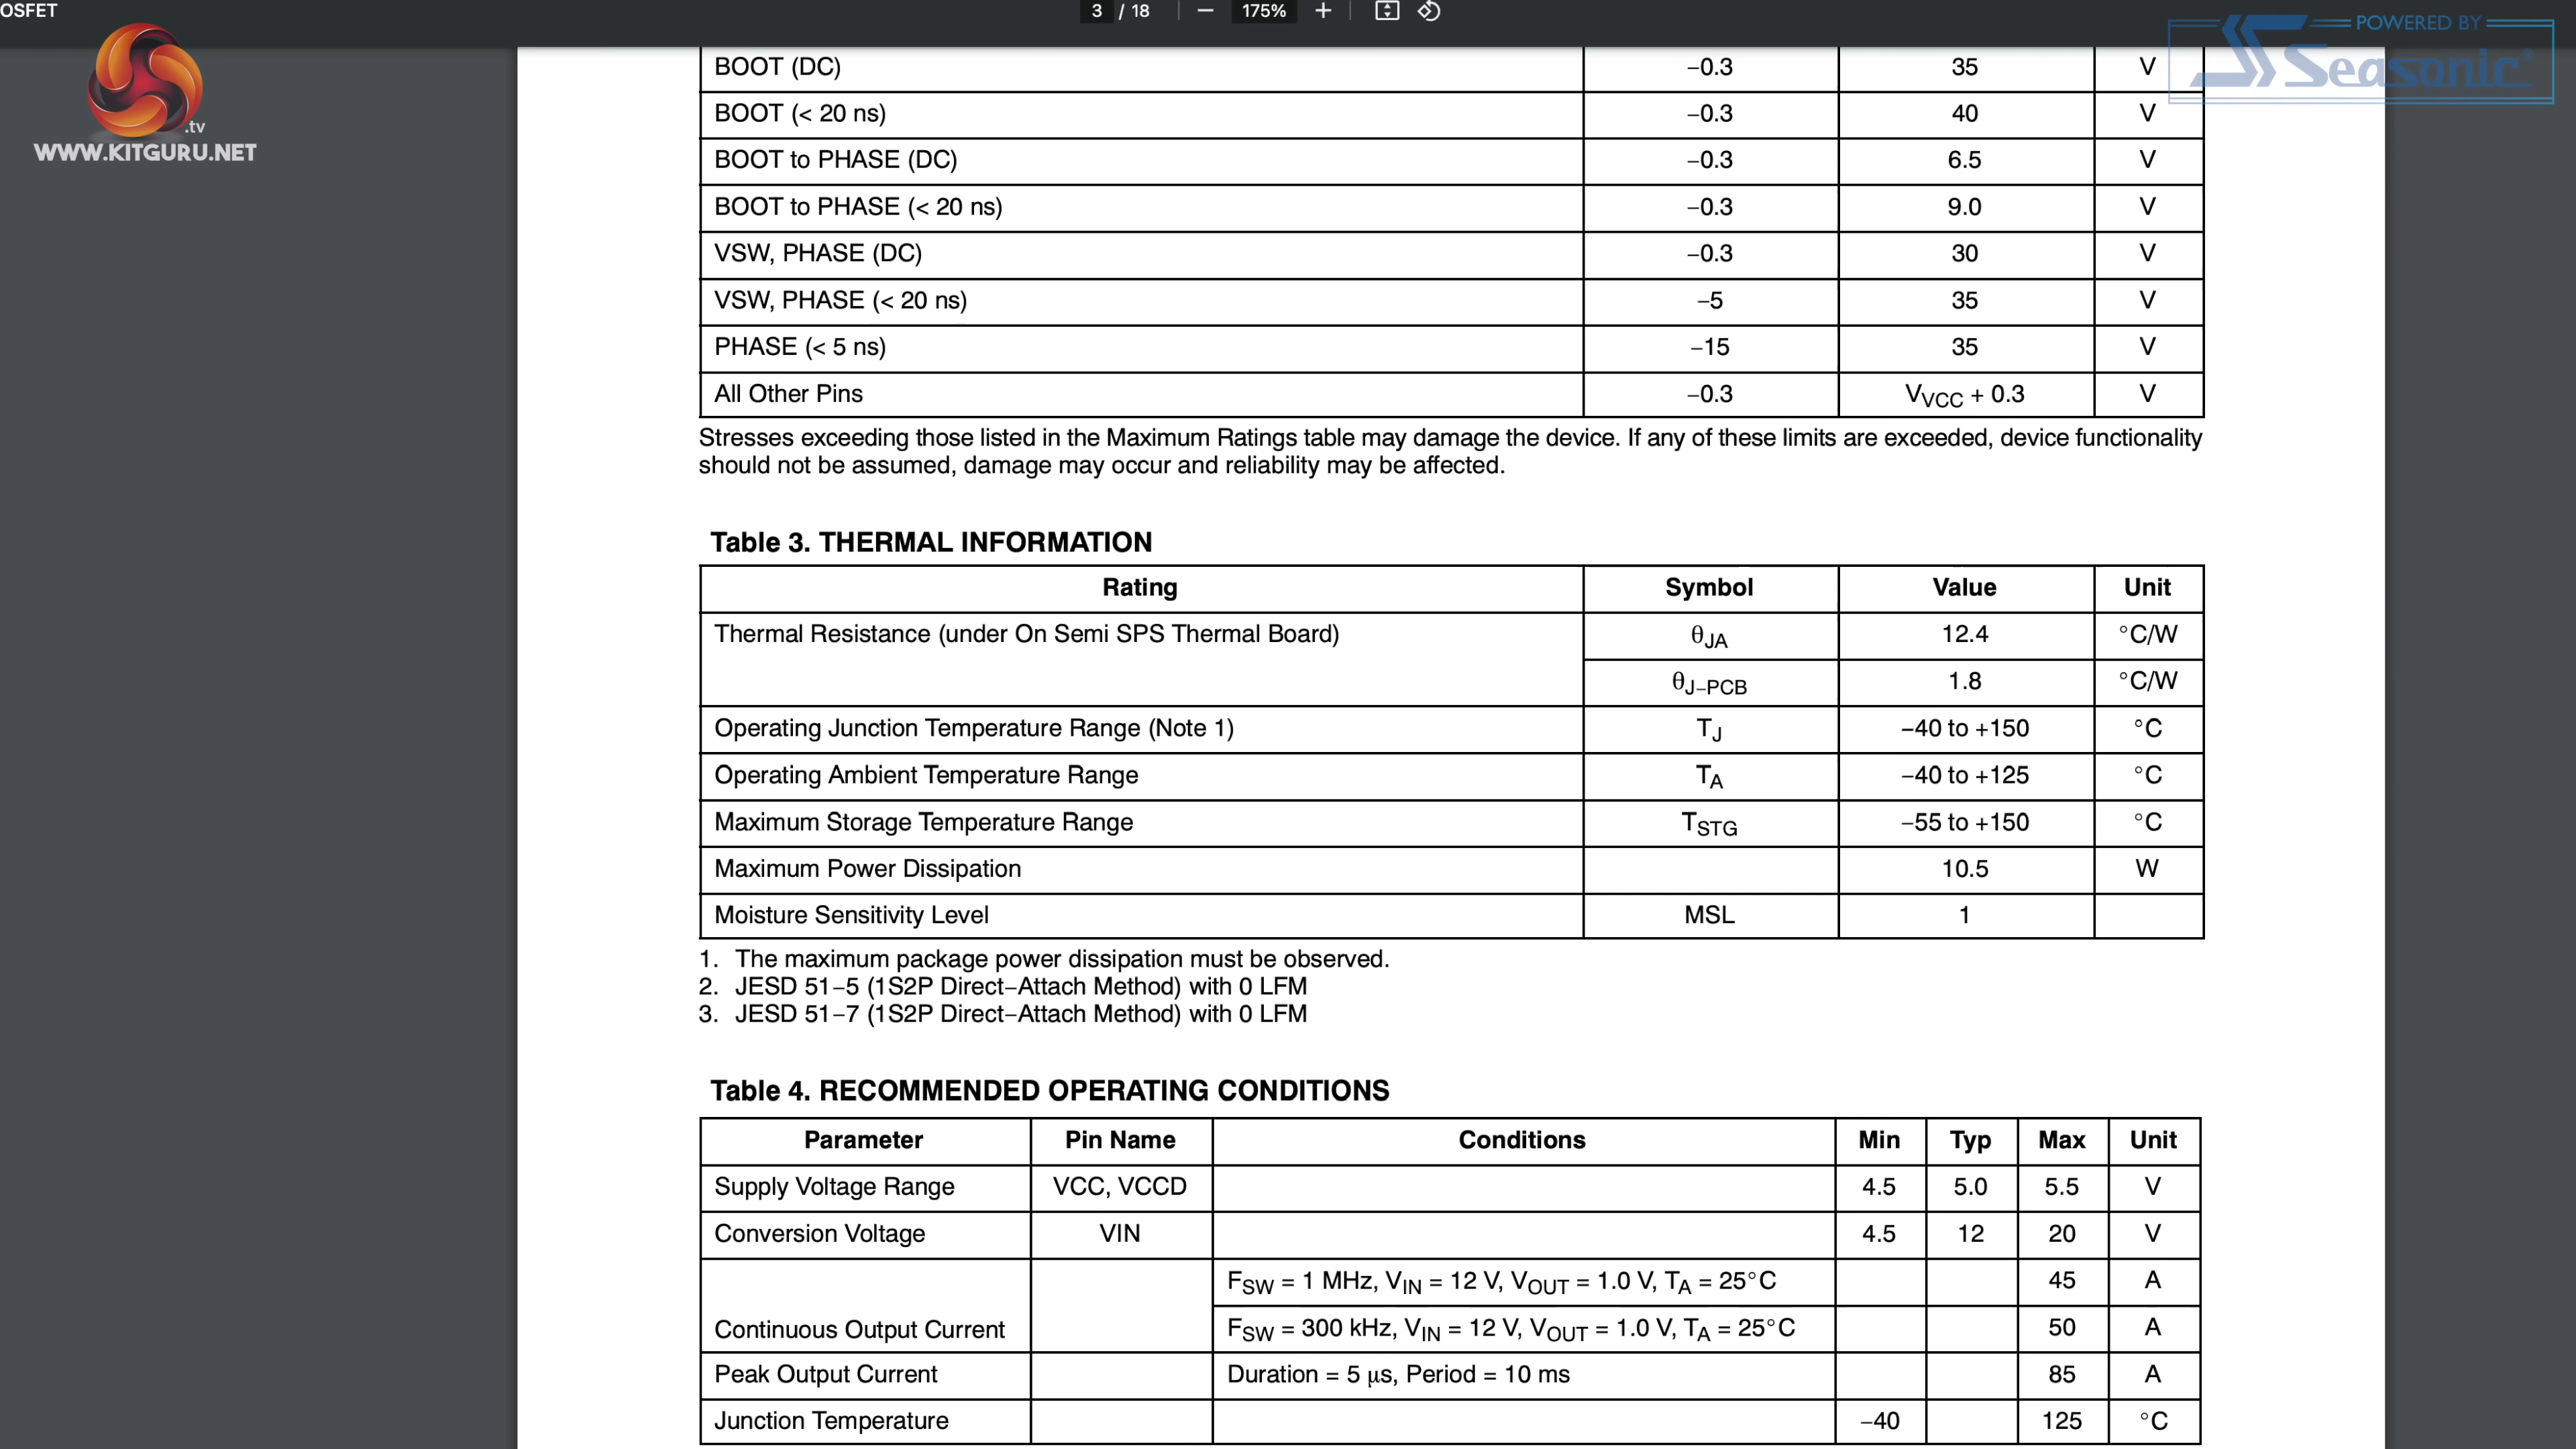 OSFET
3 / 18
175%
POWERED BY
Seasonic
.tv
WWW.KITGURU.NET
BOOT (DC) −0.3 35 V
BOOT (< 20 ns) −0.3 40 V
BOOT to PHASE (DC) −0.3 6.5 V
BOOT to PHASE (< 20 ns) −0.3 9.0 V
VSW, PHASE (DC) −0.3 30 V
VSW, PHASE (< 20 ns) −5 35 V
PHASE (< 5 ns) −15 35 V
All Other Pins −0.3 VVCC + 0.3 V
Stresses exceeding those listed in the Maximum Ratings table may damage the device. If any of these limits are exceeded, device functionality
should not be assumed, damage may occur and reliability may be affected.
Table 3. THERMAL INFORMATION
Rating Symbol Value Unit
Thermal Resistance (under On Semi SPS Thermal Board) θJA 12.4 °C/W
θJ−PCB 1.8 °C/W
Operating Junction Temperature Range (Note 1) TJ −40 to +150 °C
Operating Ambient Temperature Range TA −40 to +125 °C
Maximum Storage Temperature Range TSTG −55 to +150 °C
Maximum Power Dissipation 10.5 W
Moisture Sensitivity Level MSL 1
1. The maximum package power dissipation must be observed.
2. JESD 51−5 (1S2P Direct−Attach Method) with 0 LFM
3. JESD 51−7 (1S2P Direct−Attach Method) with 0 LFM
Table 4. RECOMMENDED OPERATING CONDITIONS
Parameter Pin Name Conditions Min Typ Max Unit
Supply Voltage Range VCC, VCCD 4.5 5.0 5.5 V
Conversion Voltage VIN 4.5 12 20 V
FSW = 1 MHz, VIN = 12 V, VOUT = 1.0 V, TA = 25°C 45 A
Continuous Output Current FSW = 300 kHz, VIN = 12 V, VOUT = 1.0 V, TA = 25°C 50 A
Peak Output Current Duration = 5 μs, Period = 10 ms 85 A
Junction Temperature −40 125 °C